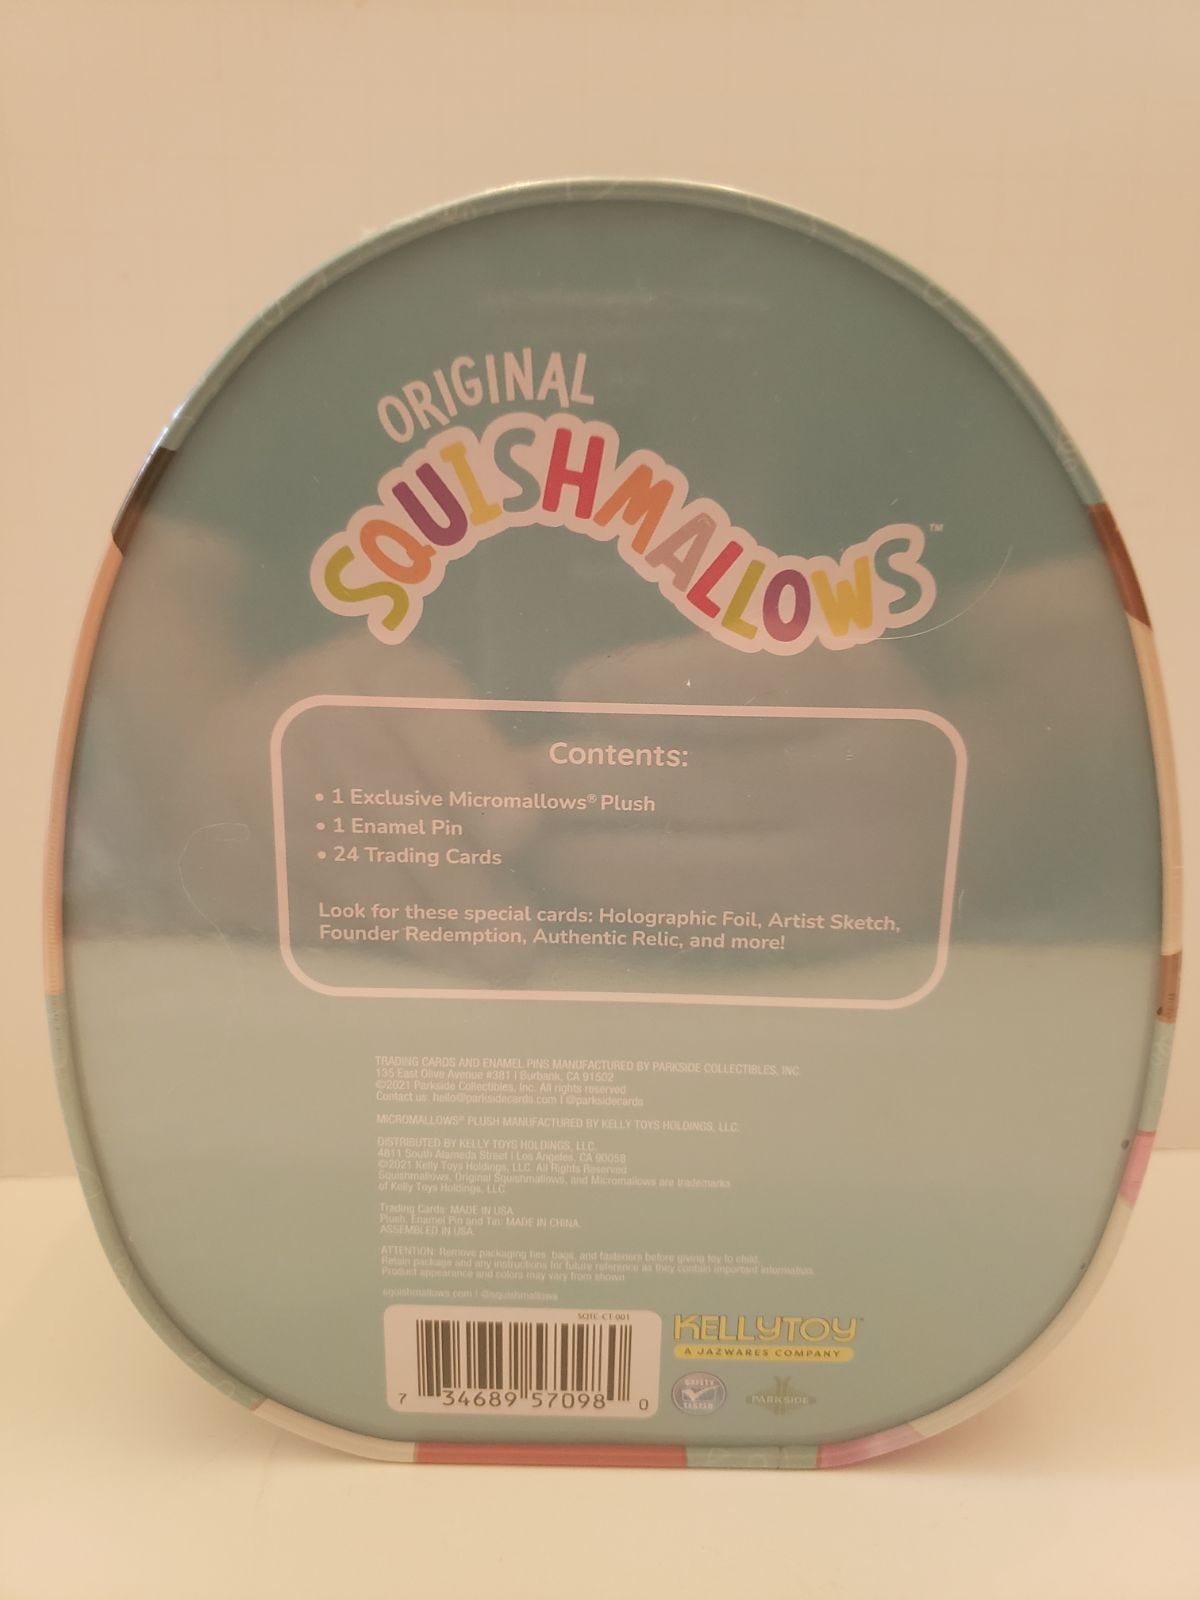 ORIGINAL
SQUISHMALLOWS™
Contents:
• 1 Exclusive Micromallows® Plush
• 1 Enamel Pin
• 24 Trading Cards
Look for these special cards: Holographic Foil, Artist Sketch,
Founder Redemption, Authentic Relic, and more!
TRADING CARDS AND ENAMEL PINS MANUFACTURED BY PARKSIDE COLLECTIBLES, INC.
135 East Olive Avenue #381 | Burbank, CA 91502
©2021 Parkside Collectibles, Inc. All rights reserved.
Contact us: hello@parksidecards.com | @parksidecards
MICROMALLOWS® PLUSH MANUFACTURED BY KELLY TOYS HOLDINGS, LLC.
DISTRIBUTED BY KELLY TOYS HOLDINGS, LLC.
4811 South Alameda Street | Los Angeles, CA 90058
©2021 Kelly Toys Holdings, LLC. All Rights Reserved
Squishmallows, Original Squishmallows, and Micromallows are trademarks
of Kelly Toys Holdings, LLC.
Trading Cards: MADE IN USA.
Plush, Enamel Pin and Tin: MADE IN CHINA.
ASSEMBLED IN USA.
ATTENTION: Remove packaging ties, bags, and fasteners before giving toy to child.
Retain package and any instructions for future reference as they contain important information.
Product appearance and colors may vary from shown.
squishmallows.com | @squishmallows
SQTC-CT-001
7 34689 57098 0
KELLYTOY
A JAZWARES COMPANY
SAFETY
TESTED
PARKSIDE